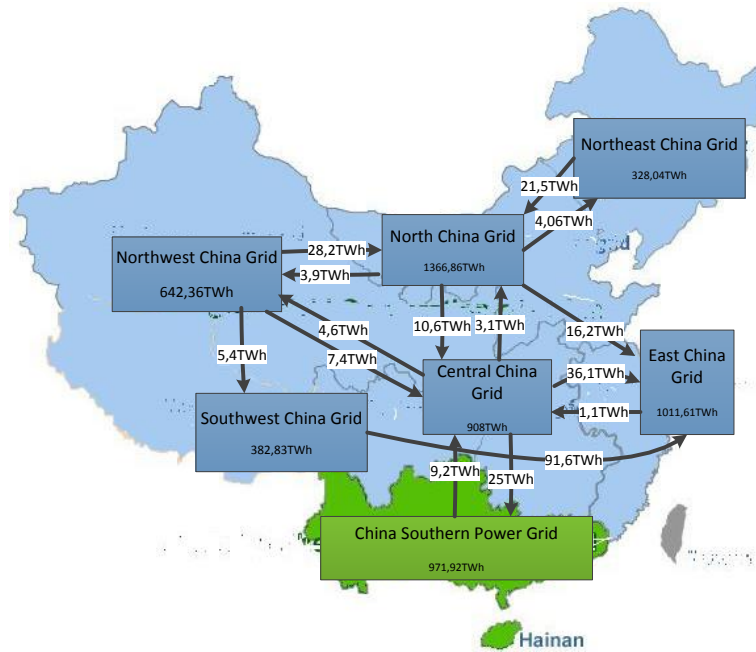 Northeast China Grid
328,04TWh
21,5TWh
4,06TWh
North China Grid
1366,86TWh
Northwest China Grid
642,36TWh
28,2TWh
3,9TWh
4,6TWh
10,6TWh
3,1TWh
16,2TWh
5,4TWh
7,4TWh
East China
Grid
1011,61TWh
Central China
Grid
908TWh
36,1TWh
1,1TWh
Southwest China Grid
382,83TWh
91,6TWh
9,2TWh
25TWh
China Southern Power Grid
971,92TWh
Hainan